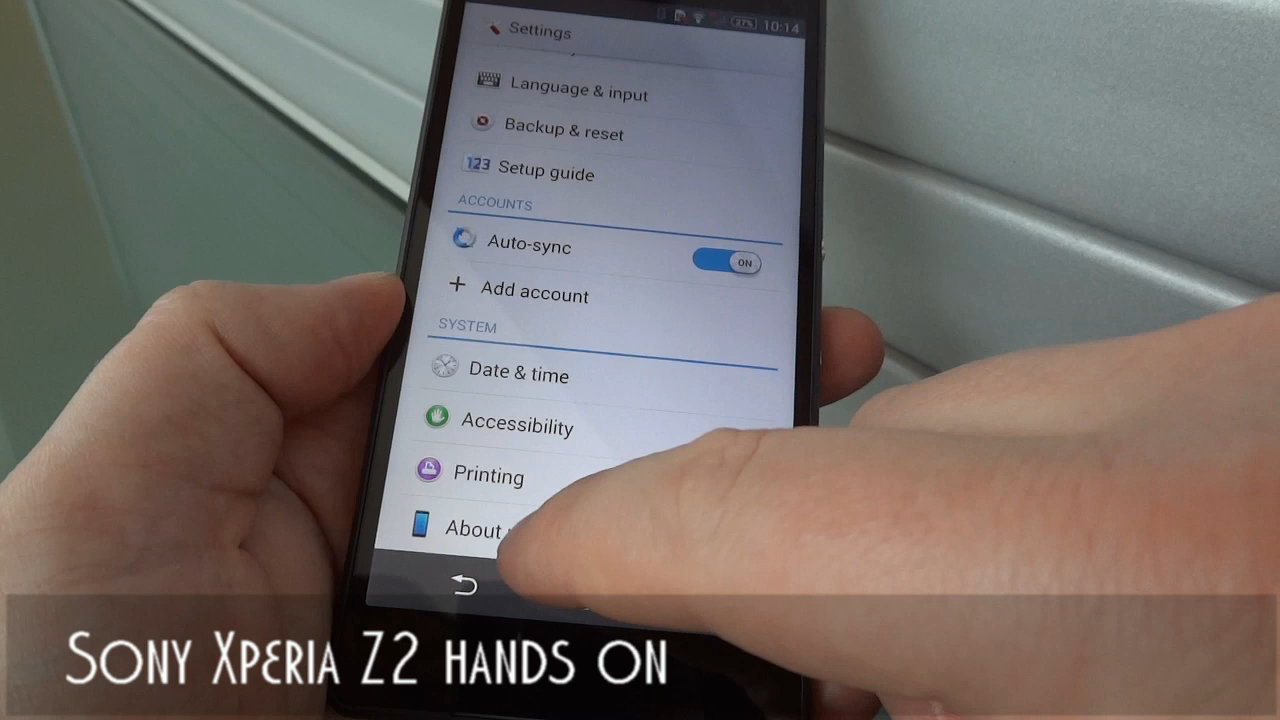 27% 10:14
Settings
Language & input
Backup & reset
123 Setup guide
ACCOUNTS
Auto-sync ON
+ Add account
SYSTEM
Date & time
Accessibility
Printing
About
Sony Xperia Z2 hands on